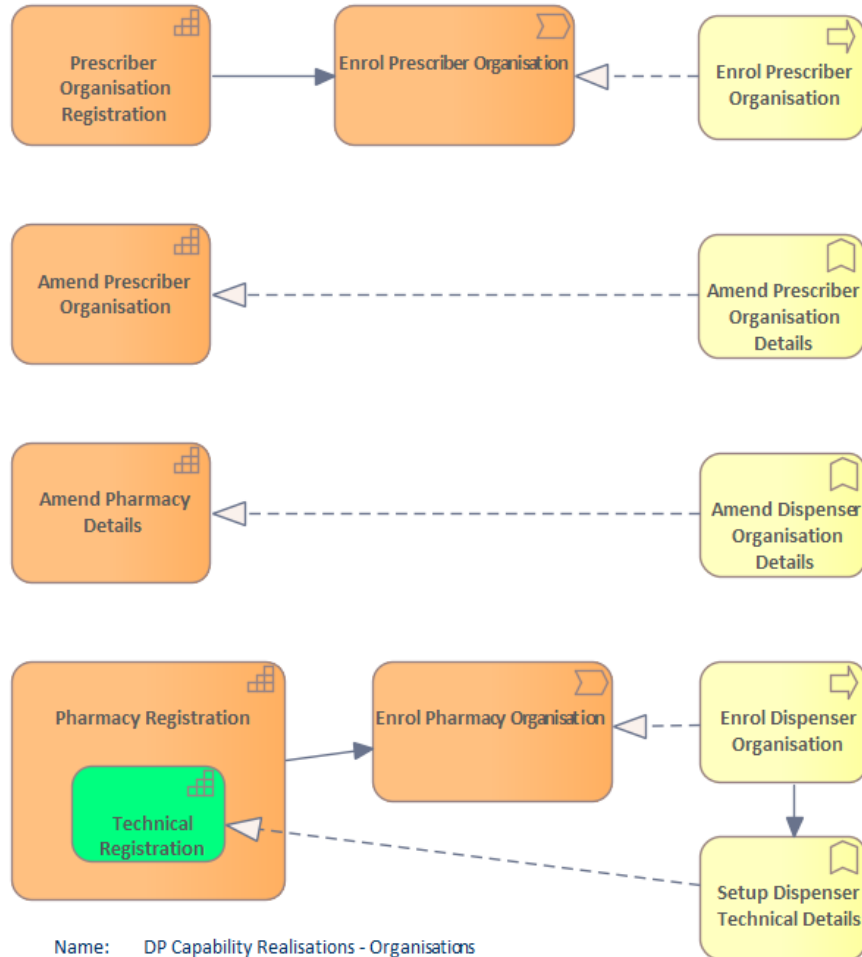 Prescriber
Organisation
Registration
Enrol Prescriber Organisation
Enrol Prescriber
Organisation
Amend Prescriber
Organisation
Amend Prescriber
Organisation
Details
Amend Pharmacy
Details
Amend Dispenser
Organisation
Details
Pharmacy Registration
Technical
Registration
Enrol Pharmacy Organisation
Enrol Dispenser
Organisation
Setup Dispenser
Technical Details
Name: DP Capability Realisations - Organisations